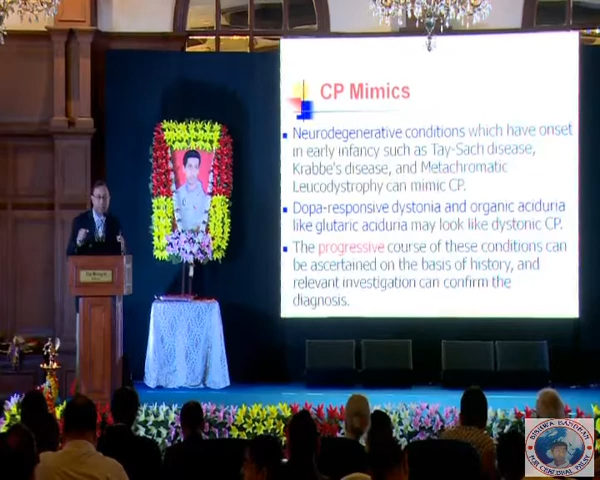 CP Mimics
Neurodegenerative conditions which have onset
in early infancy such as Tay-Sach disease,
Krabbe's disease, and Metachromatic
Leucodystrophy can mimic CP.
Dopa-responsive dystonia and organic aciduria
like glutaric aciduria may look like dystonic CP.
The progressive course of these conditions can
be ascertained on the basis of history, and
relevant investigation can confirm the
diagnosis.